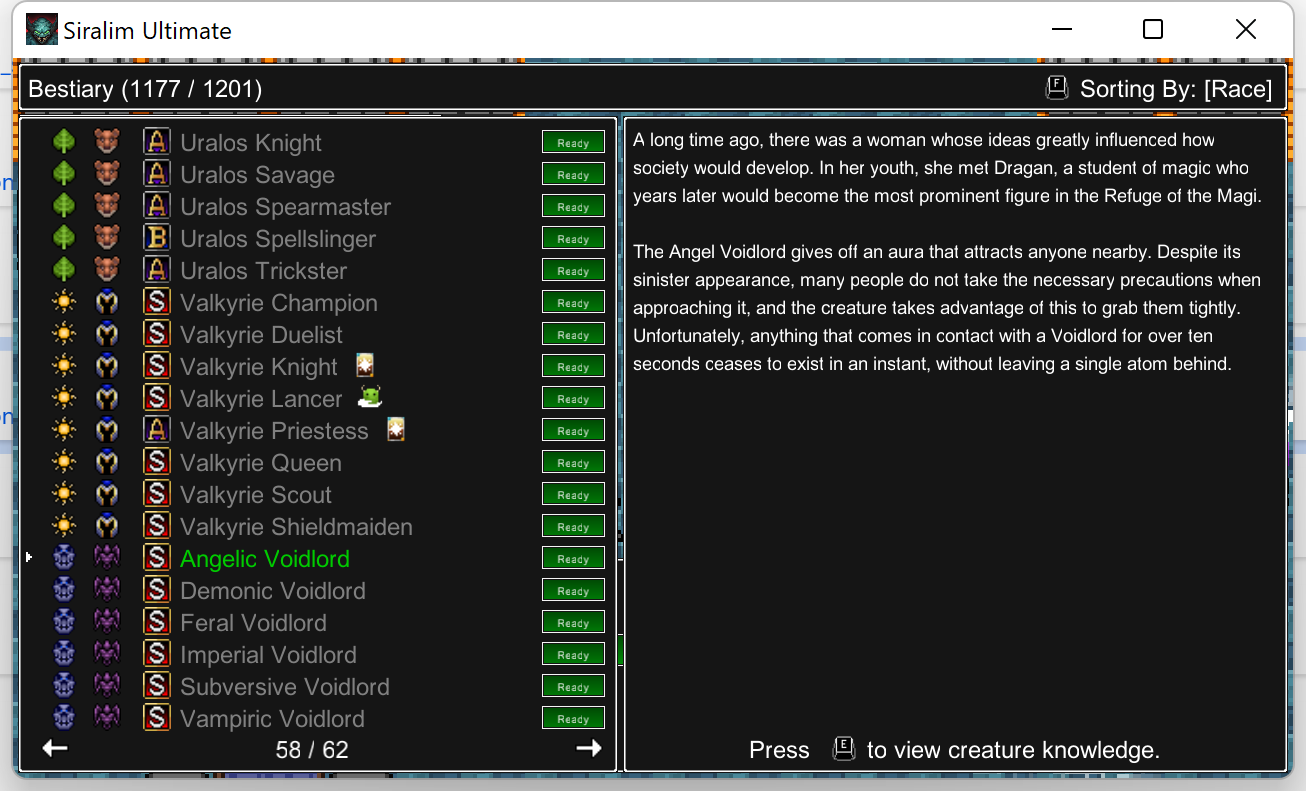 Siralim Ultimate
Bestiary (1177 / 1201)
F Sorting By: [Race]
A Uralos Knight Ready
A Uralos Savage Ready
A Uralos Spearmaster Ready
B Uralos Spellslinger Ready
A Uralos Trickster Ready
S Valkyrie Champion Ready
S Valkyrie Duelist Ready
S Valkyrie Knight Ready
S Valkyrie Lancer Ready
A Valkyrie Priestess Ready
S Valkyrie Queen Ready
S Valkyrie Scout Ready
S Valkyrie Shieldmaiden Ready
S Angelic Voidlord Ready
S Demonic Voidlord Ready
S Feral Voidlord Ready
S Imperial Voidlord Ready
S Subversive Voidlord Ready
S Vampiric Voidlord Ready
58 / 62
A long time ago, there was a woman whose ideas greatly influenced how
society would develop. In her youth, she met Dragan, a student of magic who
years later would become the most prominent figure in the Refuge of the Magi.
The Angel Voidlord gives off an aura that attracts anyone nearby. Despite its
sinister appearance, many people do not take the necessary precautions when
approaching it, and the creature takes advantage of this to grab them tightly.
Unfortunately, anything that comes in contact with a Voidlord for over ten
seconds ceases to exist in an instant, without leaving a single atom behind.
Press E to view creature knowledge.